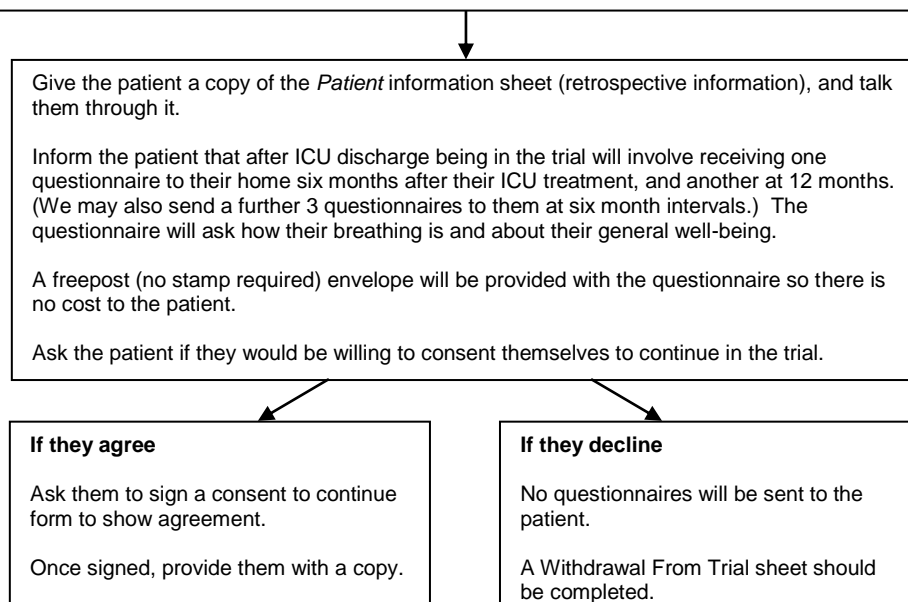 Give the patient a copy of the Patient information sheet (retrospective information), and talk
them through it.
Inform the patient that after ICU discharge being in the trial will involve receiving one
questionnaire to their home six months after their ICU treatment, and another at 12 months.
(We may also send a further 3 questionnaires to them at six month intervals.)  The
questionnaire will ask how their breathing is and about their general well-being.
A freepost (no stamp required) envelope will be provided with the questionnaire so there is
no cost to the patient.
Ask the patient if they would be willing to consent themselves to continue in the trial.
If they agree
Ask them to sign a consent to continue
form to show agreement.
Once signed, provide them with a copy.
If they decline
No questionnaires will be sent to the
patient.
A Withdrawal From Trial sheet should
be completed.